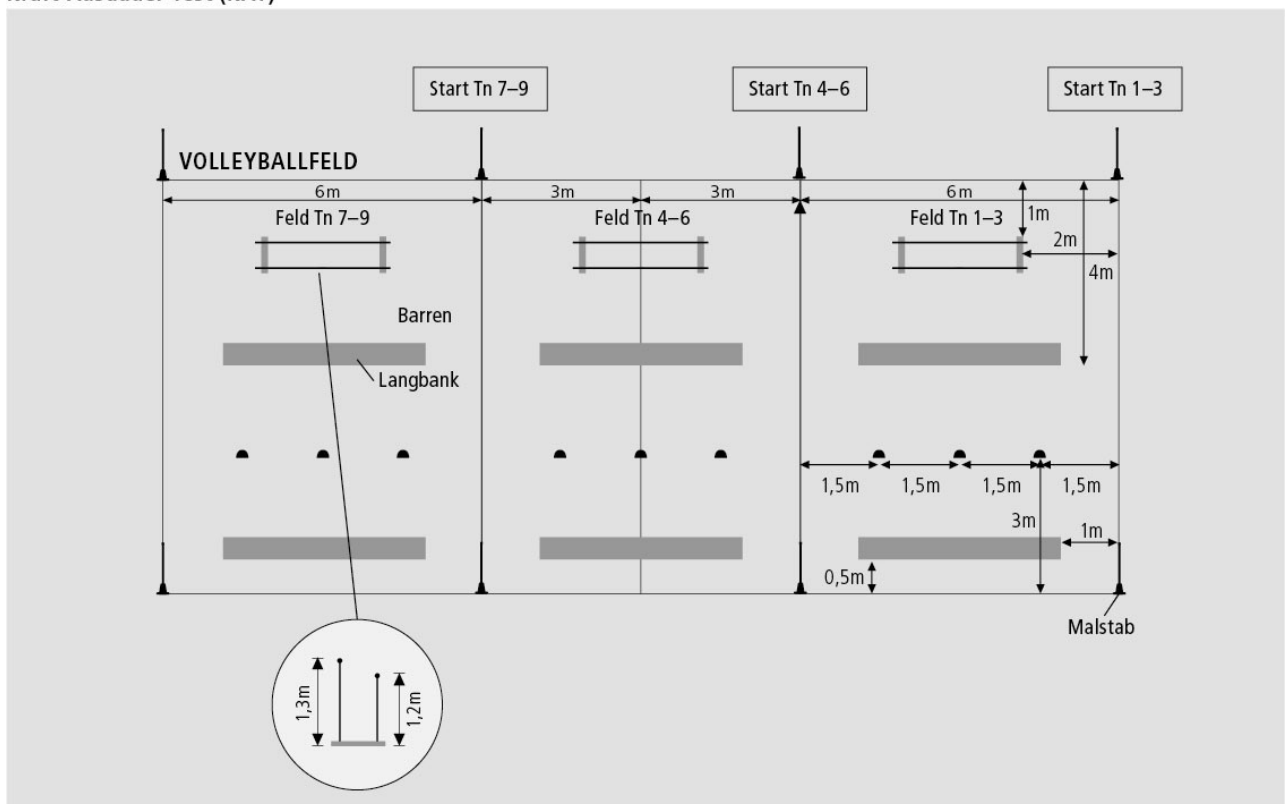 Start Tn 7–9
Start Tn 4–6
Start Tn 1–3
VOLLEYBALLFELD
6m
3m
3m
6m
Feld Tn 7–9
Feld Tn 4–6
Feld Tn 1–3
1m
2m
4m
Barren
Langbank
1,5m
1,5m
1,5m
1,5m
3m
1m
0,5m
Malstab
1,3m
1,2m